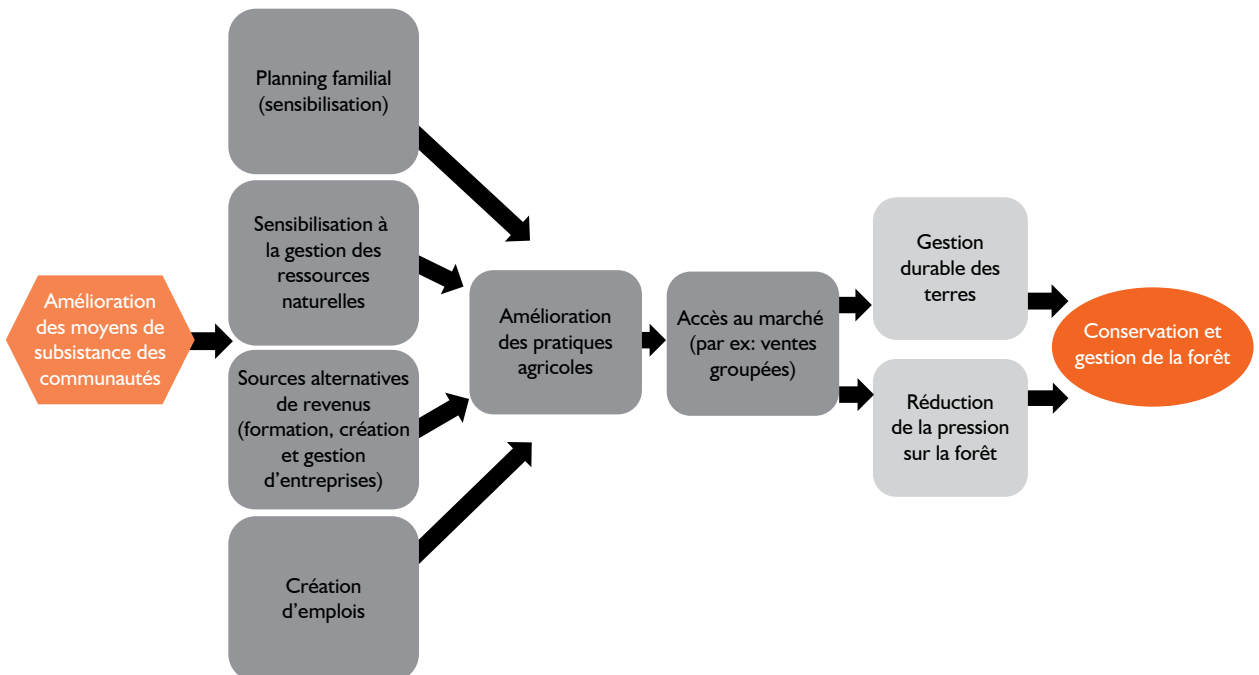 Amélioration
des moyens de
subsistance des
communautés
Planning familial
(sensibilisation)
Sensibilisation à
la gestion des
ressources
naturelles
Sources alternatives
de revenus
(formation, création
et gestion
d’entreprises)
Création
d’emplois
Amélioration
des pratiques
agricoles
Accès au marché
(par ex: ventes
groupées)
Gestion
durable des
terres
Réduction
de la pression
sur la forêt
Conservation et
gestion de la forêt